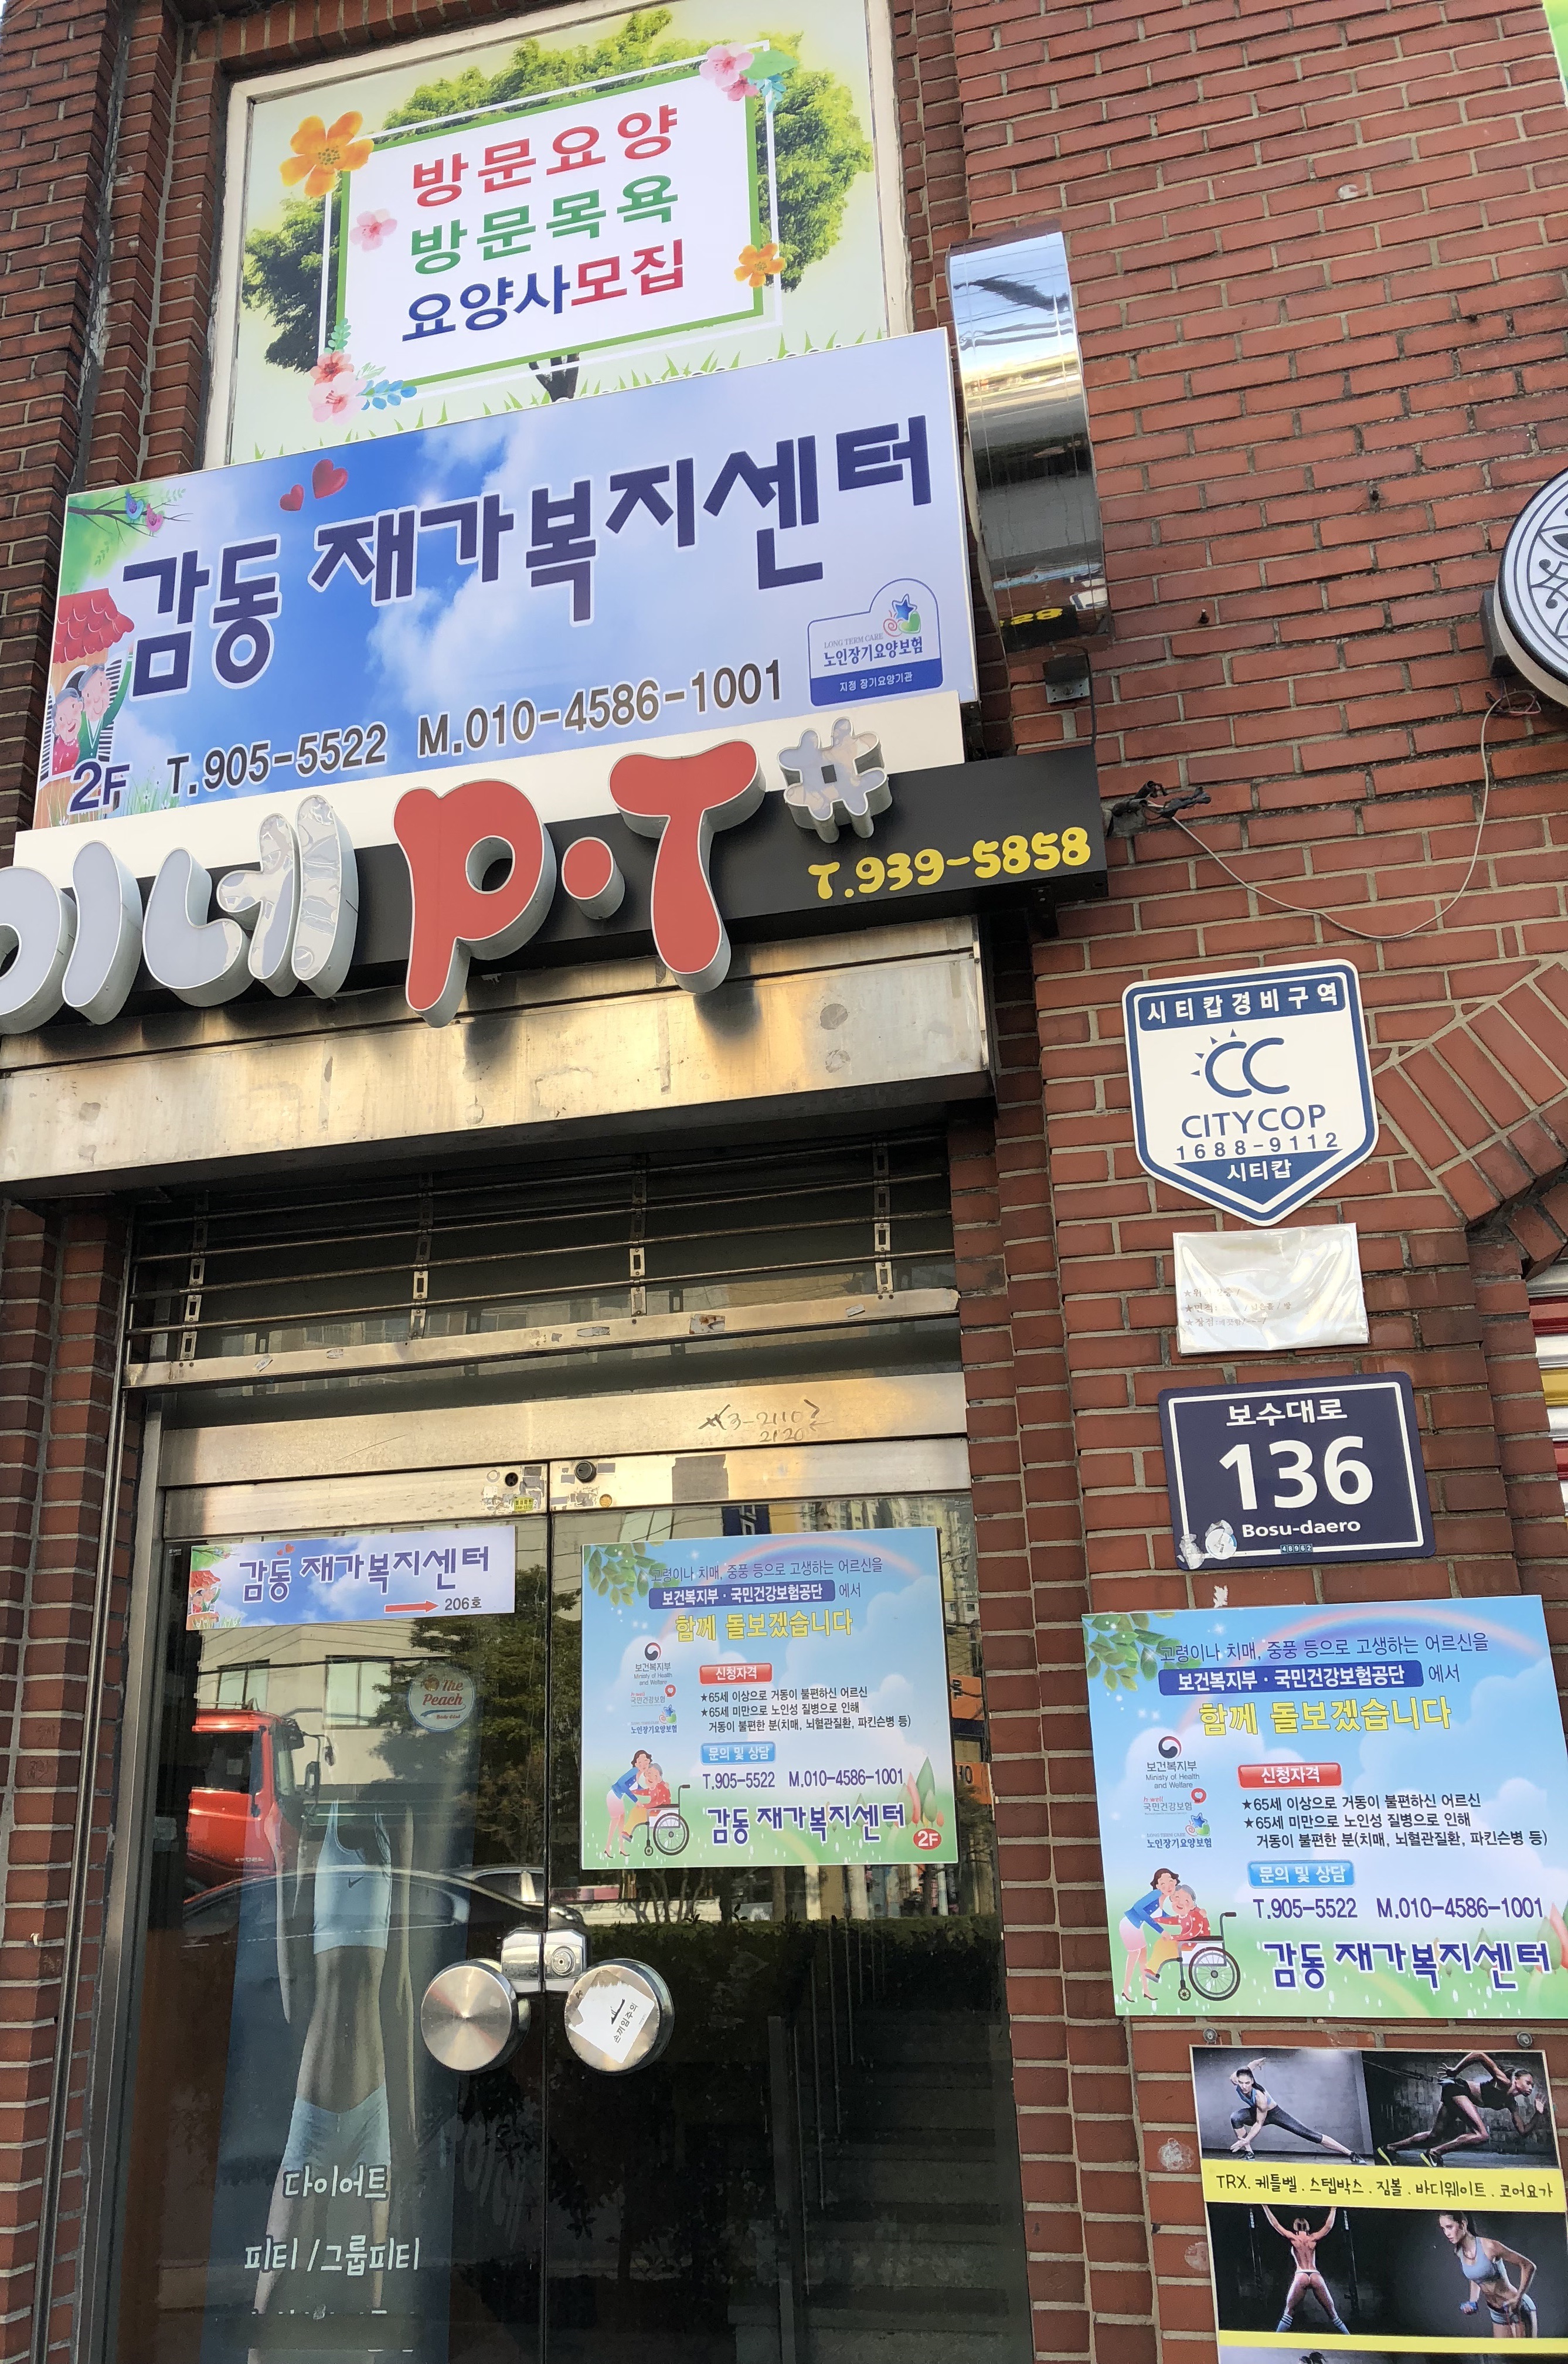 방문요양
방문목욕
요양사모집
감동 재가복지센터
LONG TERM CARE
노인장기요양보험
지정 장기요양기관
2F T.905-5522 M.010-4586-1001
이네 P.T #
T.939-5858
28
시티캅경비구역
CC
CITYCOP
1688-9112
시티캅
보수대로
136
Bosu-daero
48962
감동 재가복지센터
206호
The
Peach
고령이나 치매, 중풍 등으로 고생하는 어르신을
보건복지부 · 국민건강보험공단 에서
함께 돌보겠습니다
보건복지부
Ministry of Health
and Welfare
h-well
국민건강보험
노인장기요양보험
신청자격
★65세 이상으로 거동이 불편하신 어르신
★65세 미만으로 노인성 질병으로 인해
거동이 불편한 분(치매, 뇌혈관질환, 파킨슨병 등)
문의 및 상담
T.905-5522 M.010-4586-1001
감동 재가복지센터
2F
고령이나 치매, 중풍 등으로 고생하는 어르신을
보건복지부 · 국민건강보험공단 에서
함께 돌보겠습니다
보건복지부
Ministry of Health
and Welfare
h-well
국민건강보험
LONG TERM CARE
노인장기요양보험
신청자격
★65세 이상으로 거동이 불편하신 어르신
★65세 미만으로 노인성 질병으로 인해
거동이 불편한 분(치매, 뇌혈관질환, 파킨슨병 등)
문의 및 상담
T.905-5522 M.010-4586-1001
감동 재가복지센터
손끼임주의
다이어트
피티 / 그룹피티
TRX. 케틀벨. 스텝박스. 짐볼. 바디웨이트. 코어요가